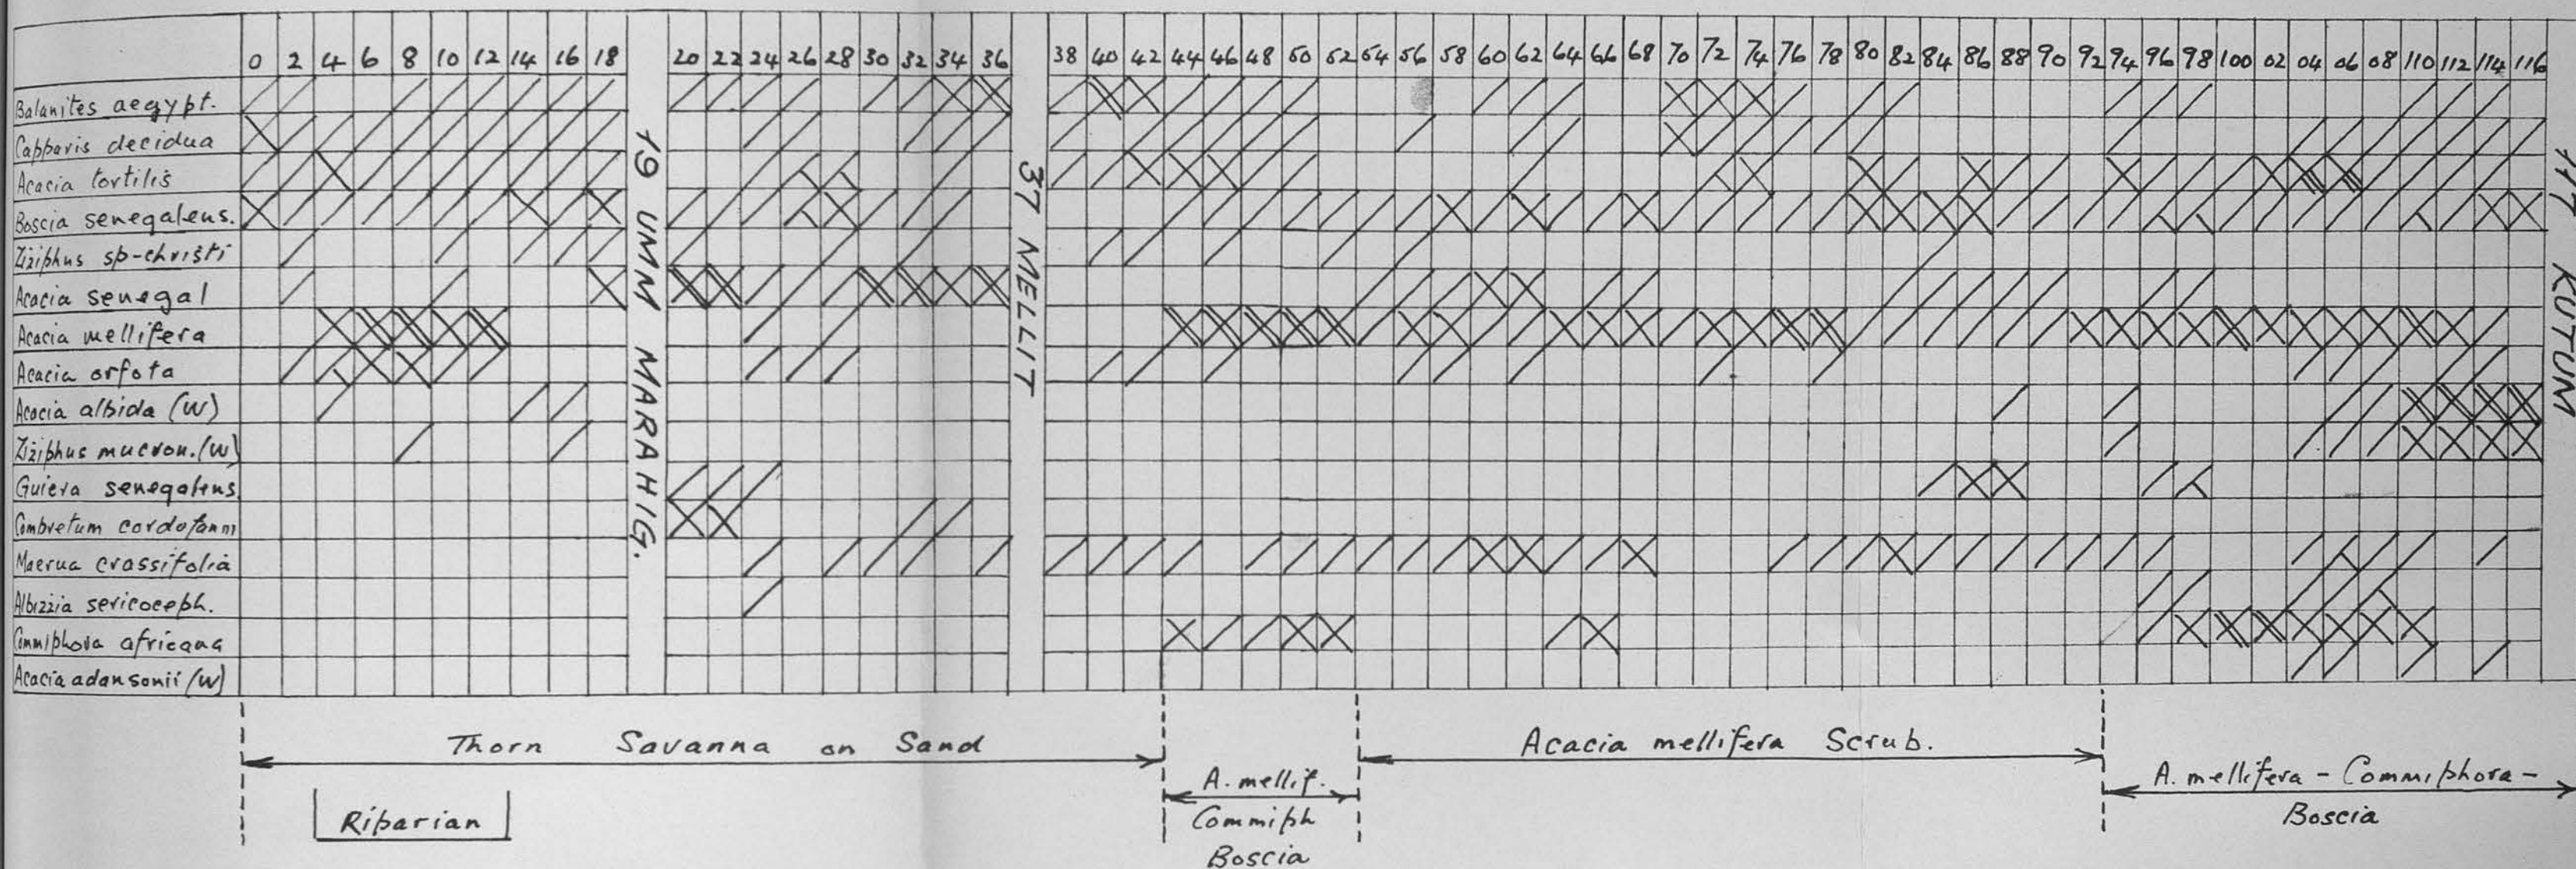 0 2 4 6 8 10 12 14 16 18 20 22 24 26 28 30 32 34 36 38 40 42 44 46 48 50 52 54 56 58 60 62 64 66 68 70 72 74 76 78 80 82 84 86 88 90 92 94 96 98 100 02 04 06 08 110 112 114 116
Balanites aegypt.
Capparis decidua
Acacia tortilis
Boscia senegalens.
Ziziphus sp-christi
Acacia senegal
Acacia mellifera
Acacia orfota
Acacia albida (W)
Ziziphus mucron. (W)
Guiera senegalens
Combretum cordofanni
Maerua crassifolia
Albizzia sericoceph.
Commiphora africana
Acacia adansonii (W)
19 UMM MARAHIG.
37 MELLIT
117 KUTUM
Thorn Savanna on Sand
Riparian
A. mellif.
Commiph
Boscia
Acacia mellifera Scrub.
A. mellifera - Commiphora -
Boscia